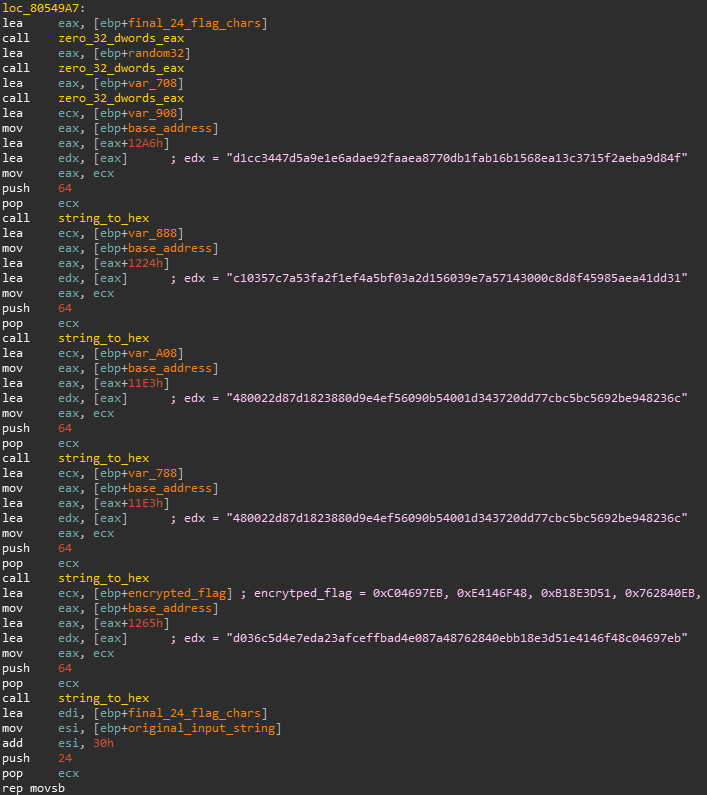 loc_80549A7:
lea eax, [ebp+final_24_flag_chars]
call zero_32_dwords_eax
lea eax, [ebp+random32]
call zero_32_dwords_eax
lea eax, [ebp+var_708]
call zero_32_dwords_eax
lea ecx, [ebp+var_908]
mov eax, [ebp+base_address]
lea eax, [eax+12A6h]
lea edx, [eax] ; edx = "d1cc3447d5a9e1e6adae92faaea8770db1fab16b1568ea13c3715f2aeba9d84f"
mov eax, ecx
push 64
pop ecx
call string_to_hex
lea ecx, [ebp+var_888]
mov eax, [ebp+base_address]
lea eax, [eax+1224h]
lea edx, [eax] ; edx = "c10357c7a53fa2f1ef4a5bf03a2d156039e7a57143000c8d8f45985aea41dd31"
mov eax, ecx
push 64
pop ecx
call string_to_hex
lea ecx, [ebp+var_A08]
mov eax, [ebp+base_address]
lea eax, [eax+11E3h]
lea edx, [eax] ; edx = "480022d87d1823880d9e4ef56090b54001d343720dd77cbc5bc5692be948236c"
mov eax, ecx
push 64
pop ecx
call string_to_hex
lea ecx, [ebp+var_788]
mov eax, [ebp+base_address]
lea eax, [eax+11E3h]
lea edx, [eax] ; edx = "480022d87d1823880d9e4ef56090b54001d343720dd77cbc5bc5692be948236c"
mov eax, ecx
push 64
pop ecx
call string_to_hex
lea ecx, [ebp+encrypted_flag] ; encrytped_flag = 0xC04697EB, 0xE4146F48, 0xB18E3D51, 0x762840EB,
mov eax, [ebp+base_address]
lea eax, [eax+1265h]
lea edx, [eax] ; edx = "d036c5d4e7eda23afceffbad4e087a48762840ebb18e3d51e4146f48c04697eb"
mov eax, ecx
push 64
pop ecx
call string_to_hex
lea edi, [ebp+final_24_flag_chars]
mov esi, [ebp+original_input_string]
add esi, 30h
push 24
pop ecx
rep movsb